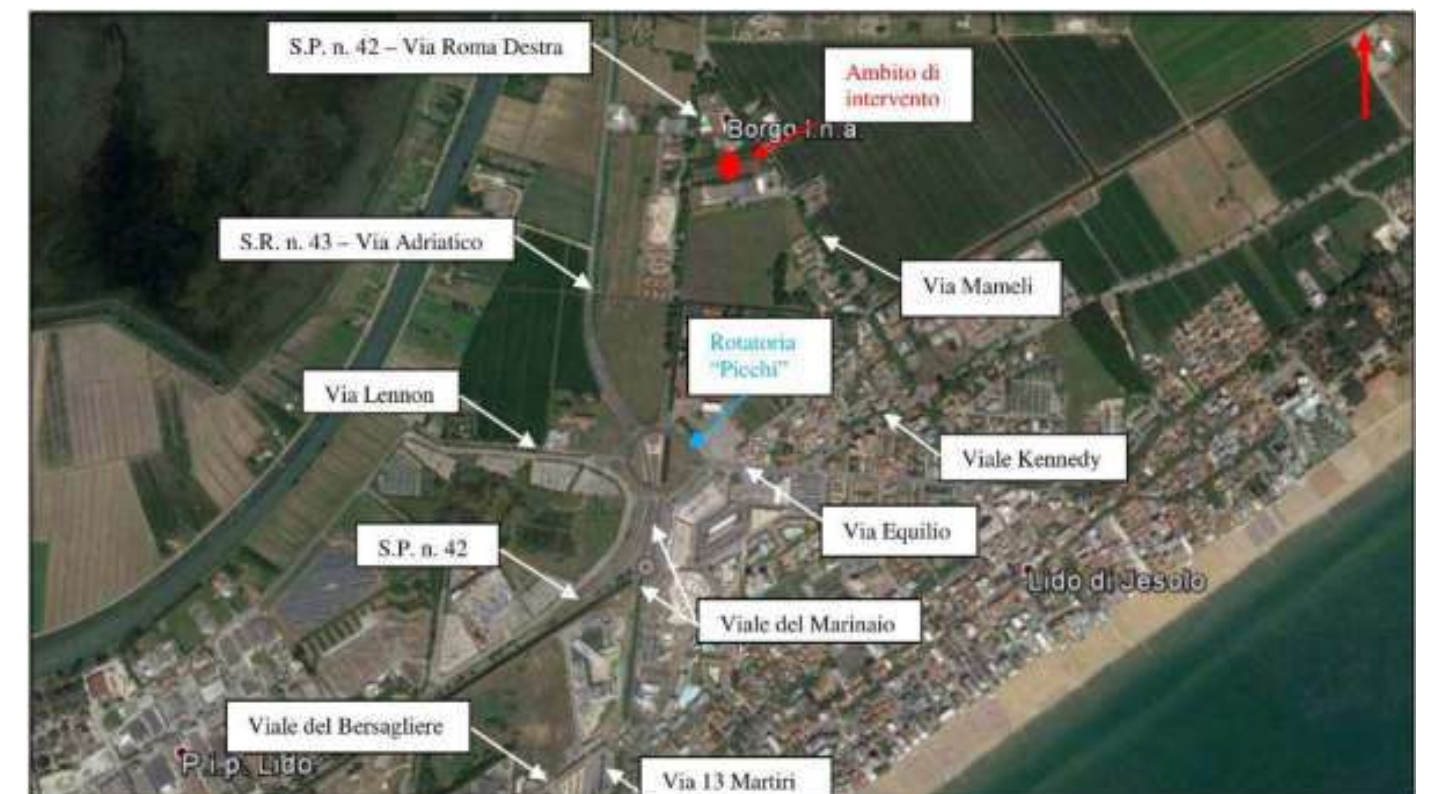 S.P. n. 42 – Via Roma Destra
Ambito di
intervento
Borgo I.n.a
S.R. n. 43 – Via Adriatico
Via Mameli
Rotatoria
“Picchi”
Via Lennon
Viale Kennedy
Via Equilio
S.P. n. 42
Lido di Jesolo
Viale del Marinaio
Viale del Bersagliere
P.i.p. Lido
Via 13 Martiri